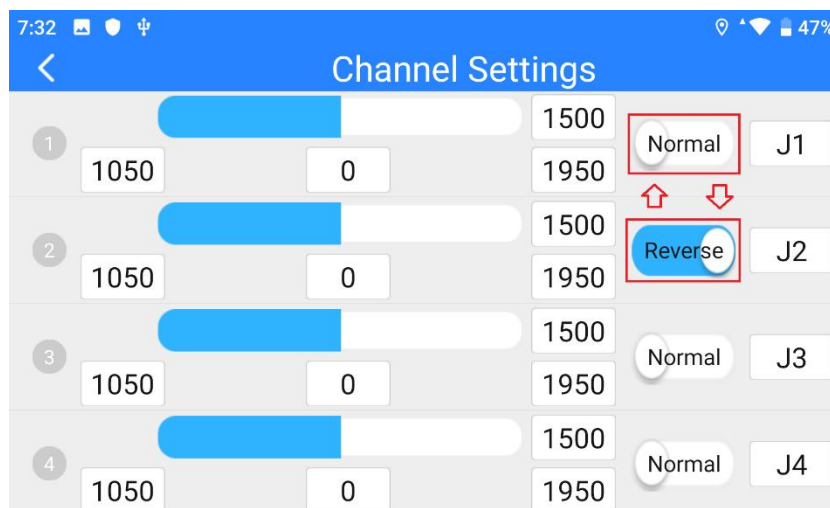 7:32 47%
Channel Settings
1 1500 Normal J1
1050 0 1950
2 1500 Reverse J2
1050 0 1950
3 1500 Normal J3
1050 0 1950
4 1500 Normal J4
1050 0 1950